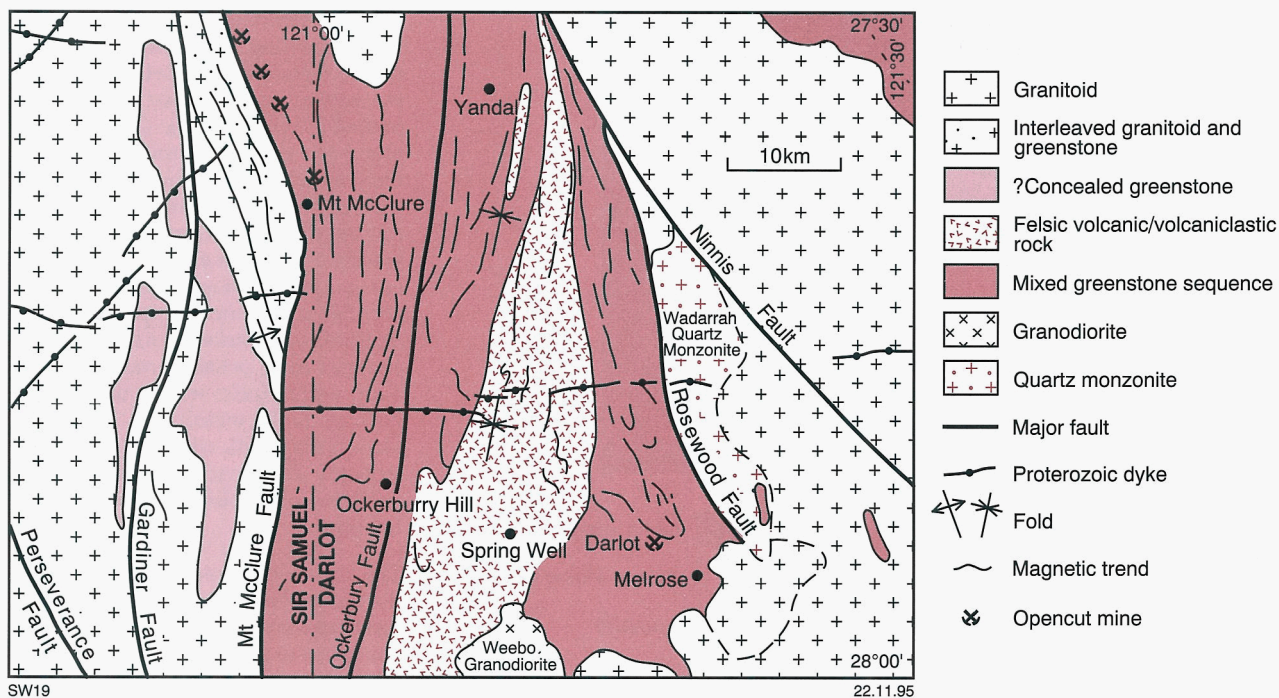 121°00'
27°30'
121°30'
Yandal
10km
Mt McClure
Ninnis
Fault
Wadarrah
Quartz
Monzonite
Rosewood Fault
Ockerburry Hill
Spring Well
Darlot
Melrose
Gardiner Fault
Mt McClure Fault
SIR SAMUEL
DARLOT
Ockerbury Fault
Perseverance
Fault
Weebo
Granodiorite
28°00'
SW19
22.11.95
Granitoid
Interleaved granitoid and
greenstone
?Concealed greenstone
Felsic volcanic/volcaniclastic
rock
Mixed greenstone sequence
Granodiorite
Quartz monzonite
Major fault
Proterozoic dyke
Fold
Magnetic trend
Opencut mine